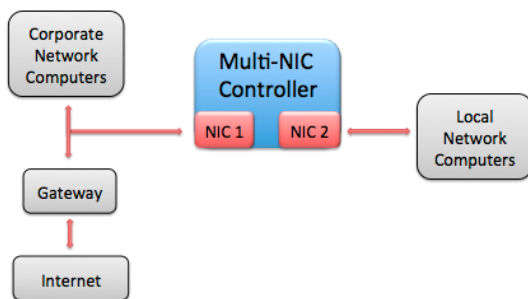 Corporate
Network
Computers
Multi-NIC
Controller
NIC 1
NIC 2
Local
Network
Computers
Gateway
Internet